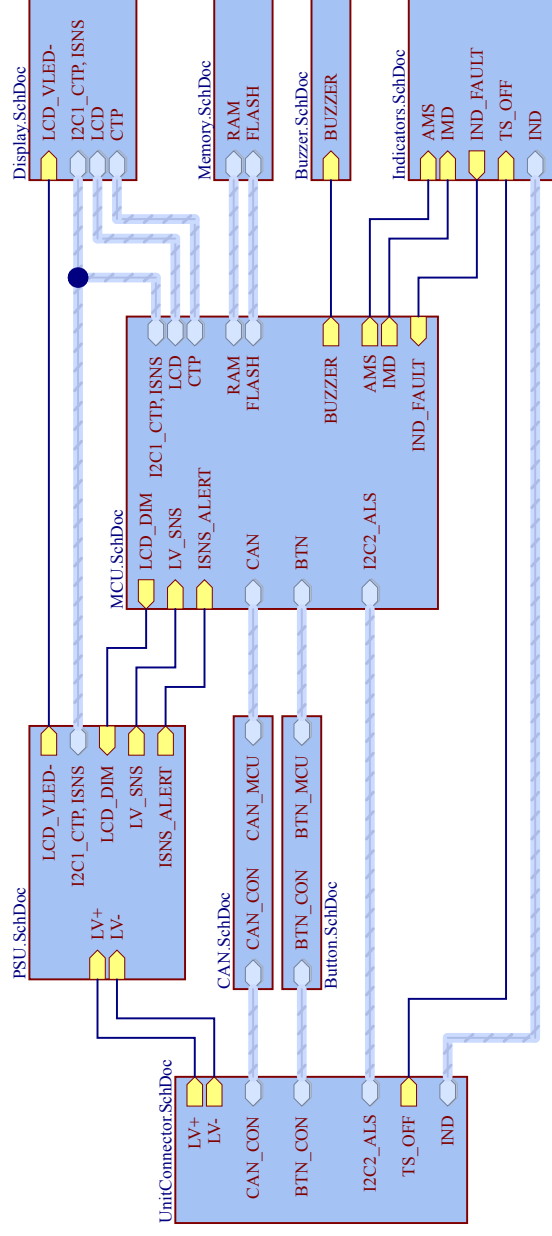 Display.SchDoc
LCD_VLED-
I2C1_CTP, ISNS
LCD
CTP
Memory.SchDoc
RAM
FLASH
Buzzer.SchDoc
BUZZER
Indicators.SchDoc
AMS
IMD
IND_FAULT
TS_OFF
IND
MCU.SchDoc
LCD_DIM
LV_SNS
ISNS_ALERT
CAN
BTN
I2C2_ALS
I2C1_CTP, ISNS
LCD
CTP
RAM
FLASH
BUZZER
AMS
IMD
IND_FAULT
PSU.SchDoc
LV+
LV-
LCD_VLED-
I2C1_CTP, ISNS
LCD_DIM
LV_SNS
ISNS_ALERT
CAN.SchDoc
CAN_CON
CAN_MCU
BTN_CON
BTN_MCU
Button.SchDoc
UnitConnector.SchDoc
LV+
LV-
CAN_CON
BTN_CON
I2C2_ALS
TS_OFF
IND